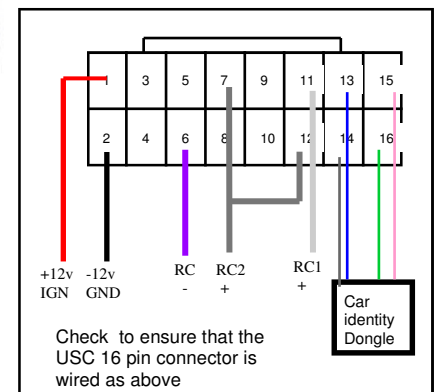 1 3 5 7 9 11 13 15
2 4 6 8 10 12 14 16
+12v -12v RC RC2 RC1
IGN GND - + +
Car
identity
Dongle
Check to ensure that the
USC 16 pin connector is
wired as above